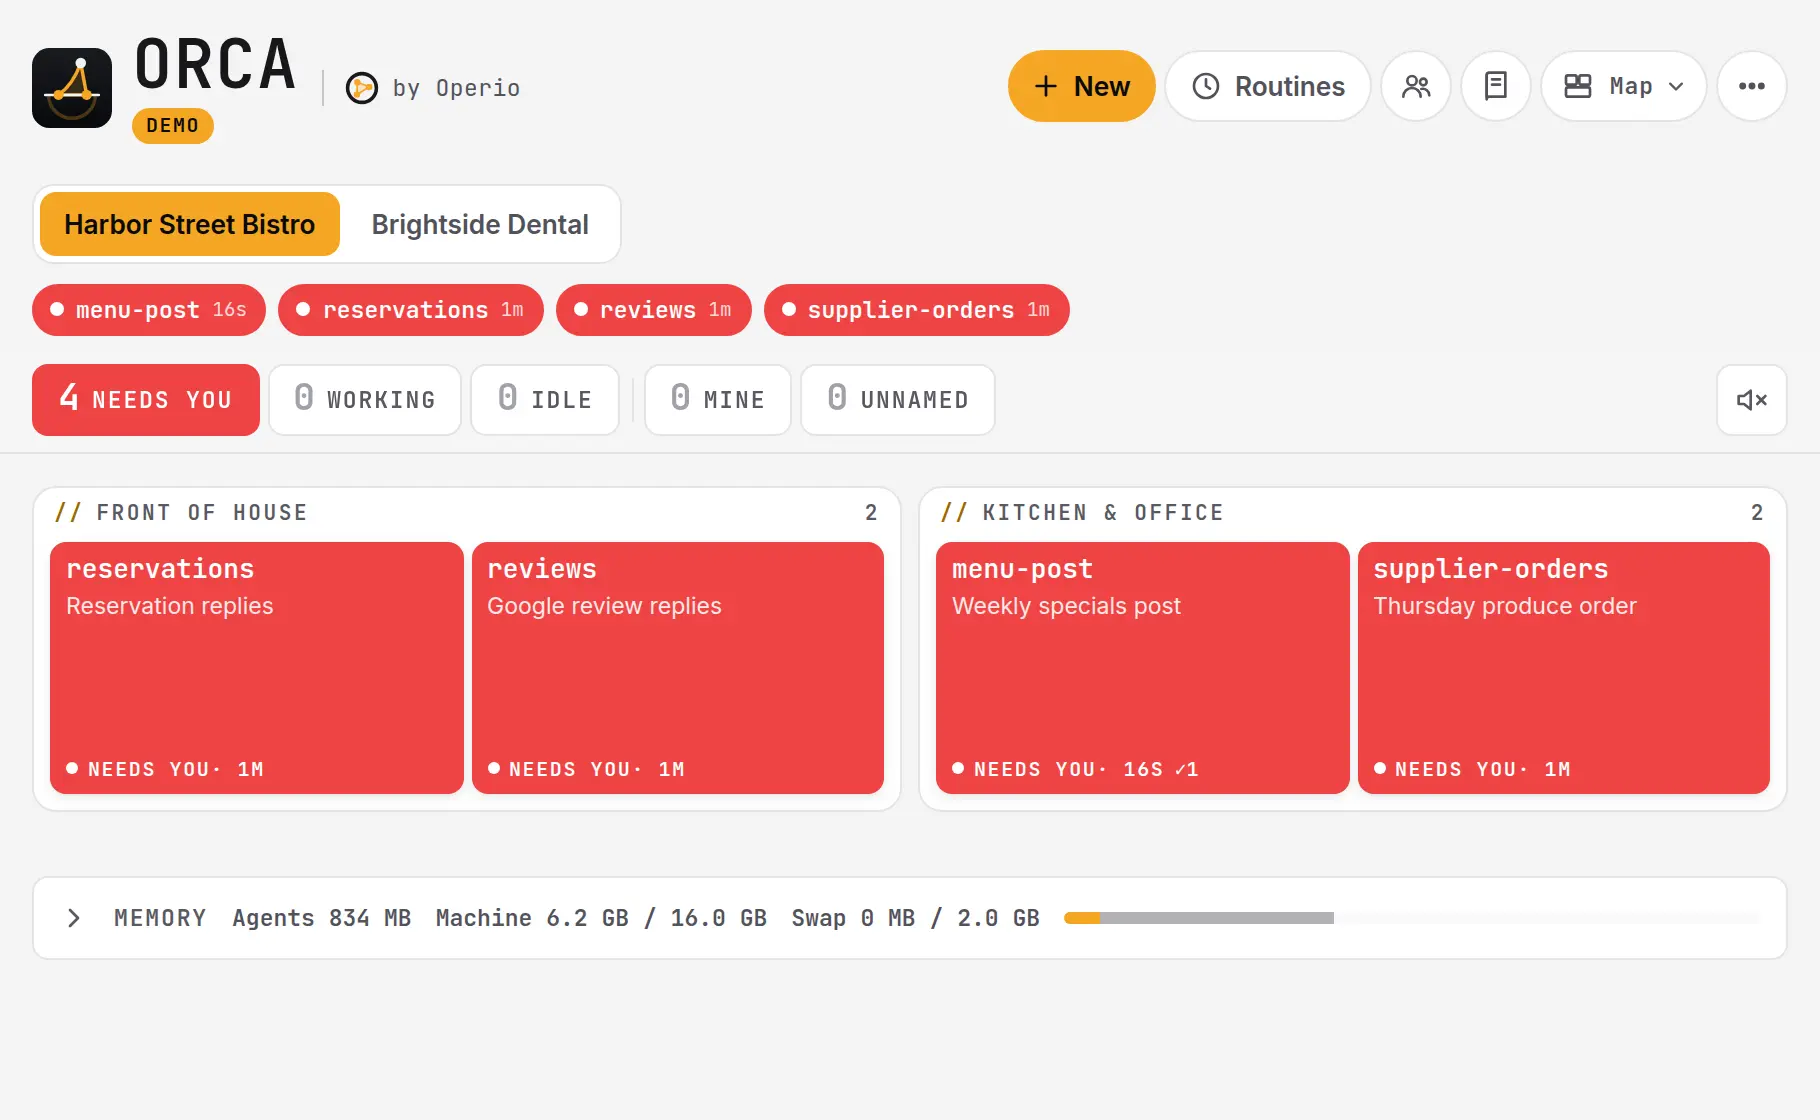 ORCA
by Operio
DEMO
New
Routines
Map
Harbor Street Bistro
Brightside Dental
menu-post 16s
reservations 1m
reviews 1m
supplier-orders 1m
4 NEEDS YOU
0 WORKING
0 IDLE
0 MINE
0 UNNAMED
// FRONT OF HOUSE 2
reservations
Reservation replies
NEEDS YOU· 1M
reviews
Google review replies
NEEDS YOU· 1M
// KITCHEN & OFFICE 2
menu-post
Weekly specials post
NEEDS YOU· 16S ✓1
supplier-orders
Thursday produce order
NEEDS YOU· 1M
MEMORY Agents 834 MB Machine 6.2 GB / 16.0 GB Swap 0 MB / 2.0 GB